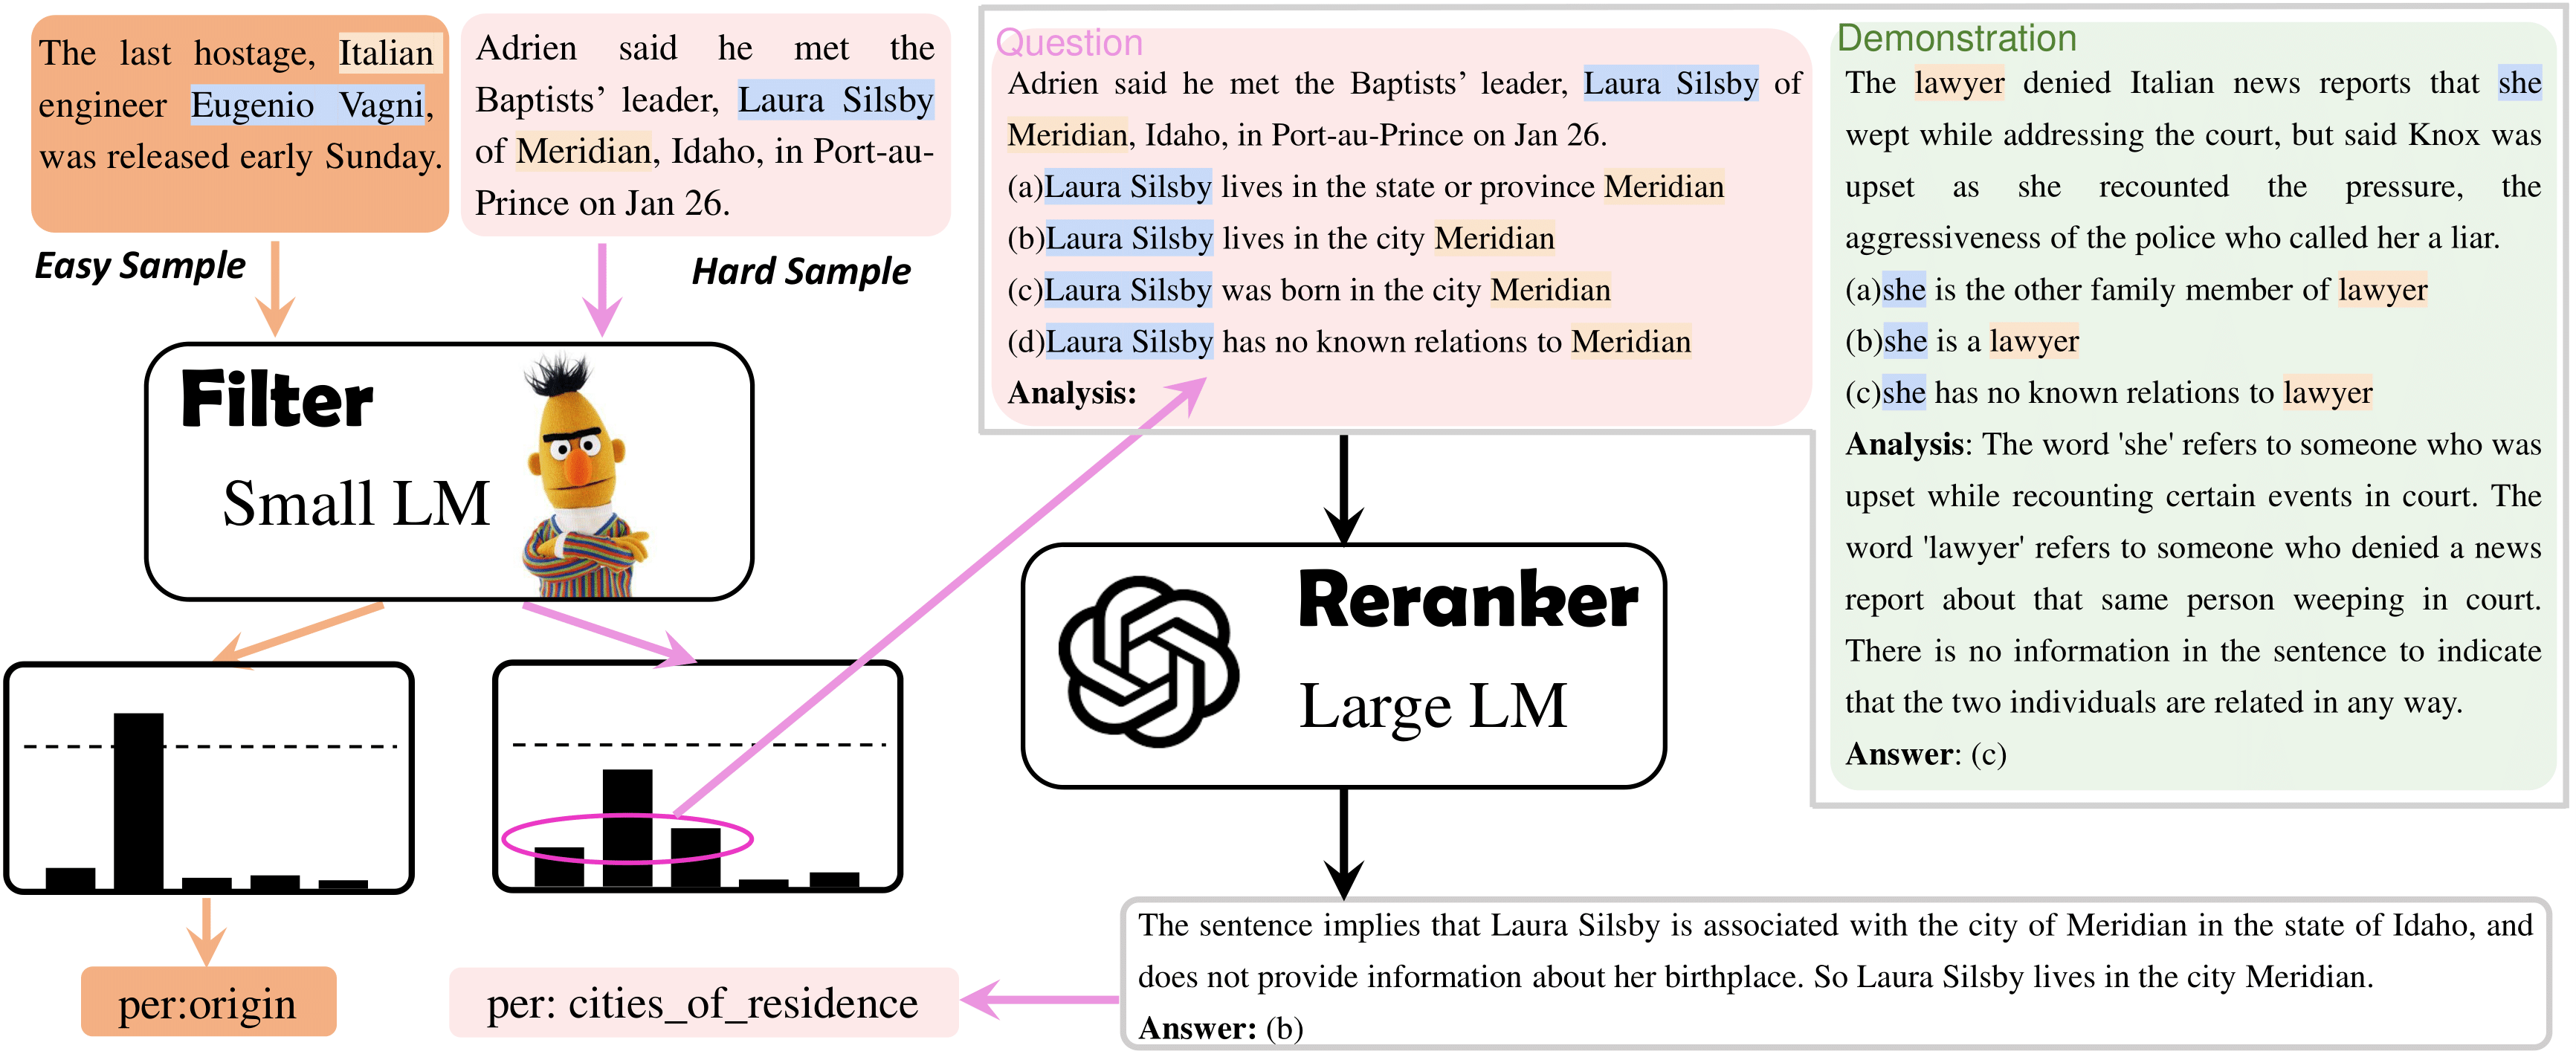 The last hostage, Italian
engineer Eugenio Vagni,
was released early Sunday.
Adrien said he met the
Baptists’ leader, Laura Silsby
of Meridian, Idaho, in Port-au-
Prince on Jan 26.
Easy Sample
Hard Sample
Filter
Small LM
per:origin
per: cities_of_residence
Question
Adrien said he met the Baptists’ leader, Laura Silsby of
Meridian, Idaho, in Port-au-Prince on Jan 26.
(a)Laura Silsby lives in the state or province Meridian
(b)Laura Silsby lives in the city Meridian
(c)Laura Silsby was born in the city Meridian
(d)Laura Silsby has no known relations to Meridian
Analysis:
Demonstration
The lawyer denied Italian news reports that she
wept while addressing the court, but said Knox was
upset as she recounted the pressure, the
aggressiveness of the police who called her a liar.
(a)she is the other family member of lawyer
(b)she is a lawyer
(c)she has no known relations to lawyer
Analysis: The word 'she' refers to someone who was
upset while recounting certain events in court. The
word 'lawyer' refers to someone who denied a news
report about that same person weeping in court.
There is no information in the sentence to indicate
that the two individuals are related in any way.
Answer: (c)
Reranker
Large LM
The sentence implies that Laura Silsby is associated with the city of Meridian in the state of Idaho, and
does not provide information about her birthplace. So Laura Silsby lives in the city Meridian.
Answer: (b)